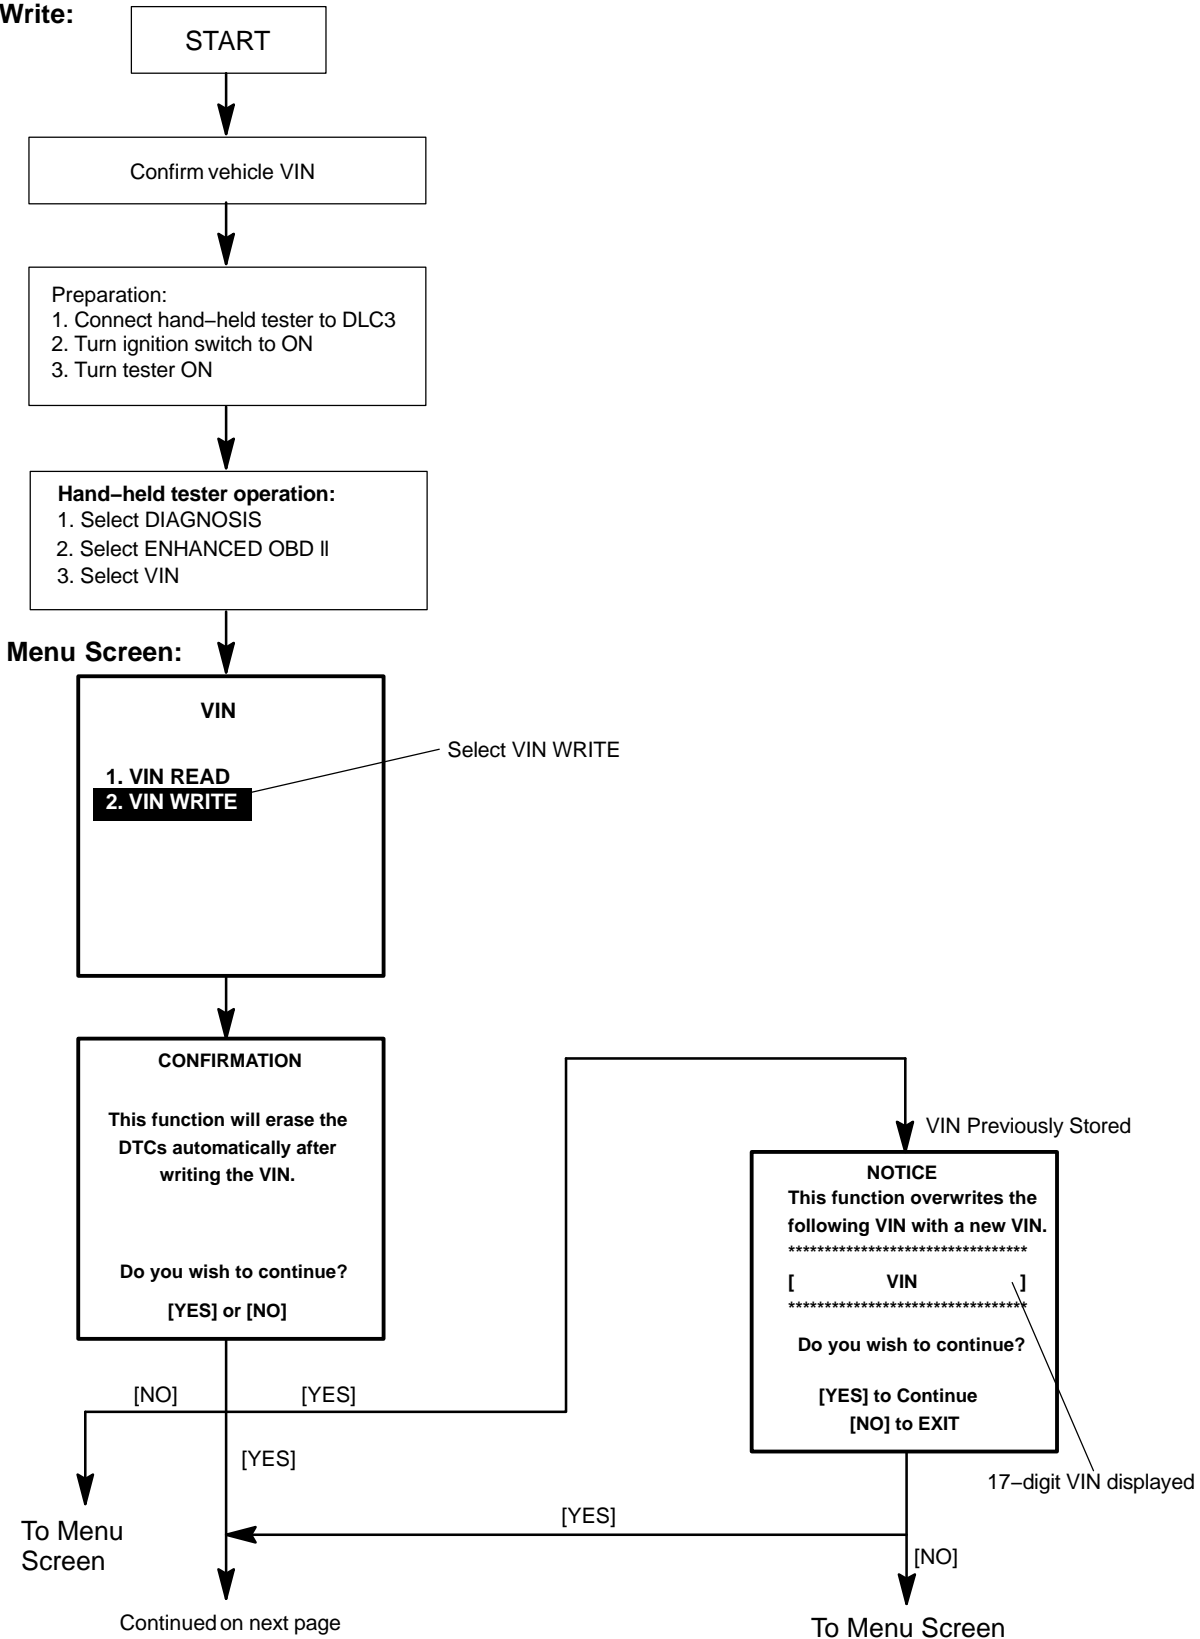 Write:
START
Confirm vehicle VIN
Preparation:
1. Connect hand−held tester to DLC3
2. Turn ignition switch to ON
3. Turn tester ON
Hand−held tester operation:
1. Select DIAGNOSIS
2. Select ENHANCED OBD II
3. Select VIN
Menu Screen:
VIN
Select VIN WRITE
1. VIN READ
2. VIN WRITE
CONFIRMATION
This function will erase the
DTCs automatically after
writing the VIN.
Do you wish to continue?
[YES] or [NO]
VIN Previously Stored
NOTICE
This function overwrites the
following VIN with a new VIN.
*********************************
[ VIN ]
*********************************
Do you wish to continue?
[YES] to Continue
[NO] to EXIT
17−digit VIN displayed
[NO]
[YES]
[YES]
[YES]
[NO]
To Menu
Screen
Continued on next page
To Menu Screen